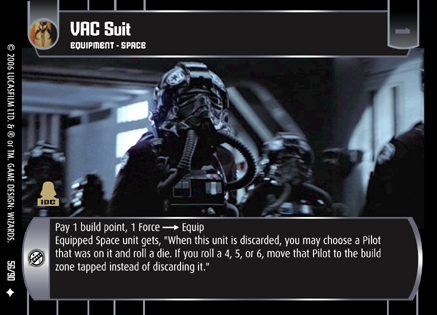 VAC Suit
EQUIPMENT - SPACE
© 2006 LUCASFILM LTD. & ® or TM. GAME DESIGN: WIZARDS.
56/90
IDC
Pay 1 build point, 1 Force ⟶ Equip
Equipped Space unit gets, "When this unit is discarded, you may choose a Pilot
that was on it and roll a die. If you roll a 4, 5, or 6, move that Pilot to the build
zone tapped instead of discarding it."